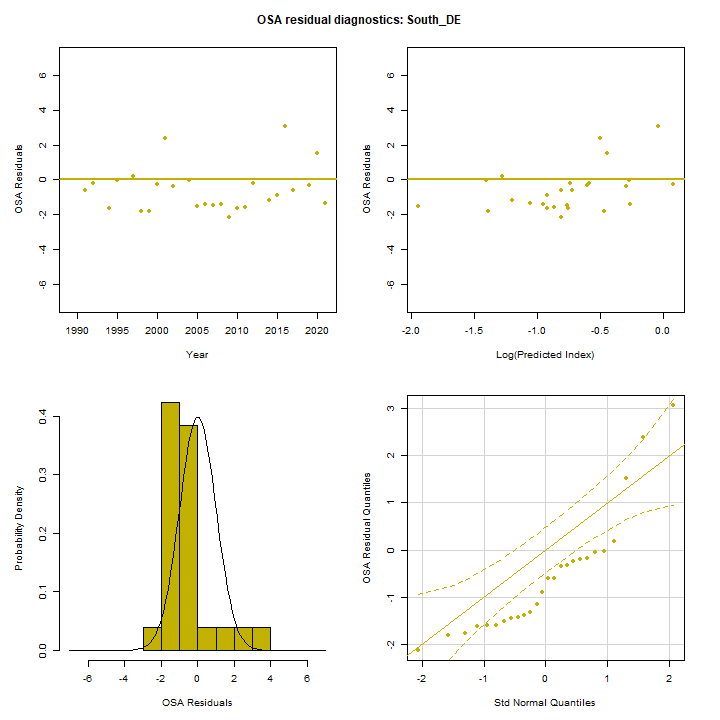 OSA residual diagnostics: South_DE
OSA Residuals
6
4
2
0
-2
-4
-6
1990 1995 2000 2005 2010 2015 2020
Year
OSA Residuals
6
4
2
0
-2
-4
-6
-2.0 -1.5 -1.0 -0.5 0.0
Log(Predicted Index)
Probability Density
0.4
0.3
0.2
0.1
0.0
-6 -4 -2 0 2 4 6
OSA Residuals
OSA Residual Quantiles
3
2
1
0
-1
-2
-2 -1 0 1 2
Std Normal Quantiles